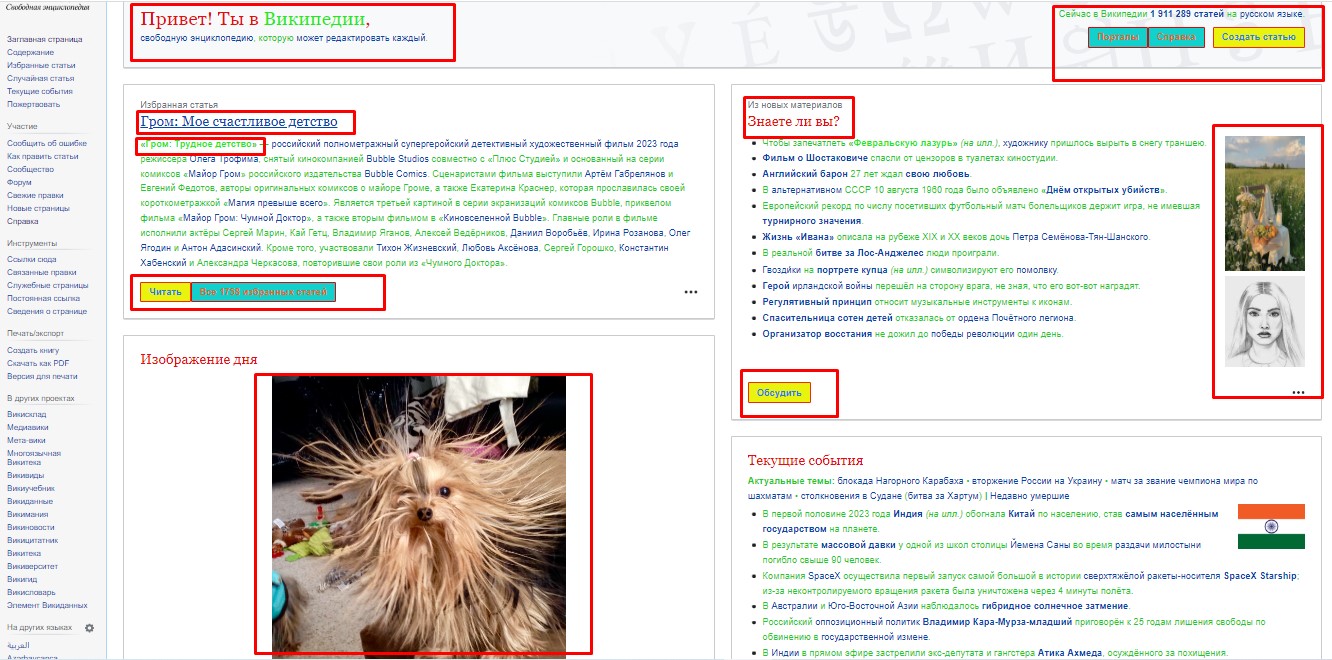 Свободная энциклопедия
Заглавная страница
Содержание
Избранные статьи
Случайная статья
Текущие события
Пожертвовать
Участие
Сообщить об ошибке
Как править статьи
Сообщество
Форум
Свежие правки
Новые страницы
Справка
Инструменты
Ссылки сюда
Связанные правки
Служебные страницы
Постоянная ссылка
Сведения о странице
Печать/экспорт
Создать книгу
Скачать как PDF
Версия для печати
В других проектах
Викисклад
Медиавики
Мета-вики
Многоязычная
Викитека
Викивиды
Викиучебник
Викиданные
Викимания
Викиновости
Викицитатник
Викитека
Викиверситет
Викигид
Викисловарь
Элемент Викиданных
На других языках
العربية
Azərbaycanca
Привет! Ты в Википедии,
свободную энциклопедию, которую может редактировать каждый.
Сейчас в Википедии 1 911 289 статей на русском языке.
Порталы Справка Создать статью
Избранная статья
Гром: Мое счастливое детство
«Гром: Трудное детство» — российский полнометражный супергеройский детективный художественный фильм 2023 года
режиссёра Олега Трофима, снятый кинокомпанией Bubble Studios совместно с «Плюс Студией» и основанный на серии
комиксов «Майор Гром» российского издательства Bubble Comics. Сценаристами фильма выступили Артём Габрелянов и
Евгений Федотов, авторы оригинальных комиксов о майоре Громе, а также Екатерина Краснер, которая прославилась своей
короткометражкой «Магия превыше всего». Является третьей картиной в серии экранизаций комиксов Bubble, приквелом
фильма «Майор Гром: Чумной Доктор», а также вторым фильмом в «Киновселенной Bubble». Главные роли в фильме
исполнили актёры Сергей Марин, Кай Гетц, Владимир Яганов, Алексей Ведёрников, Даниил Воробьёв, Ирина Розанова, Олег
Ягодин и Антон Адасинский. Кроме того, участвовали Тихон Жизневский, Любовь Аксёнова, Сергей Горошко, Константин
Хабенский и Александра Черкасова, повторившие свои роли из «Чумного Доктора».
Читать Все 1759 избранных статей
Изображение дня
Из новых материалов
Знаете ли вы?
Чтобы запечатлеть «Февральскую лазурь» (на илл.), художнику пришлось вырыть в снегу траншею.
Фильм о Шостаковиче спасли от цензоров в туалетах киностудии.
Английский барон 27 лет ждал свою любовь.
В альтернативном СССР 10 августа 1960 года было объявлено «Днём открытых убийств».
Европейский рекорд по числу посетивших футбольный матч болельщиков держит игра, не имевшая
турнирного значения.
Жизнь «Ивана» описала на рубеже XIX и XX веков дочь Петра Семёнова-Тян-Шанского.
В реальной битве за Лос-Анджелес люди проиграли.
Гвозди́ки на портрете купца (на илл.) символизируют его помолвку.
Герой ирландской войны перешёл на сторону врага, не зная, что его вот-вот наградят.
Регулятивный принцип относит музыкальные инструменты к иконам.
Спасительница сотен детей отказалась от ордена Почётного легиона.
Организатор восстания не дожил до победы революции один день.
Обсудить
Текущие события
Актуальные темы: блокада Нагорного Карабаха • вторжение России на Украину • матч за звание чемпиона мира по
шахматам • столкновения в Судане (битва за Хартум) | Недавно умершие
В первой половине 2023 года Индия (на илл.) обогнала Китай по населению, став самым населённым
государством на планете.
В результате массовой давки у одной из школ столицы Йемена Саны во время раздачи милостыни
погибло свыше 90 человек.
Компания SpaceX осуществила первый запуск самой большой в истории сверхтяжёлой ракеты-носителя SpaceX Starship;
из-за неконтролируемого вращения ракета была уничтожена через 4 минуты полёта.
В Австралии и Юго-Восточной Азии наблюдалось гибридное солнечное затмение.
Российский оппозиционный политик Владимир Кара-Мурза-младший приговорён к 25 годам лишения свободы по
обвинению в государственной измене.
В Индии в прямом эфире застрелили экс-депутата и гангстера Атика Ахмеда, осуждённого за похищения.